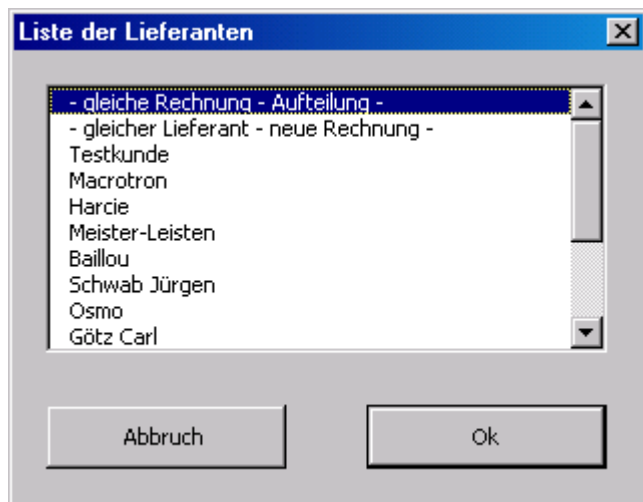 Liste der Lieferanten
- gleiche Rechnung - Aufteilung -
- gleicher Lieferant - neue Rechnung -
Testkunde
Macrotron
Harcie
Meister-Leisten
Baillou
Schwab Jürgen
Osmo
Götz Carl
Abbruch
Ok